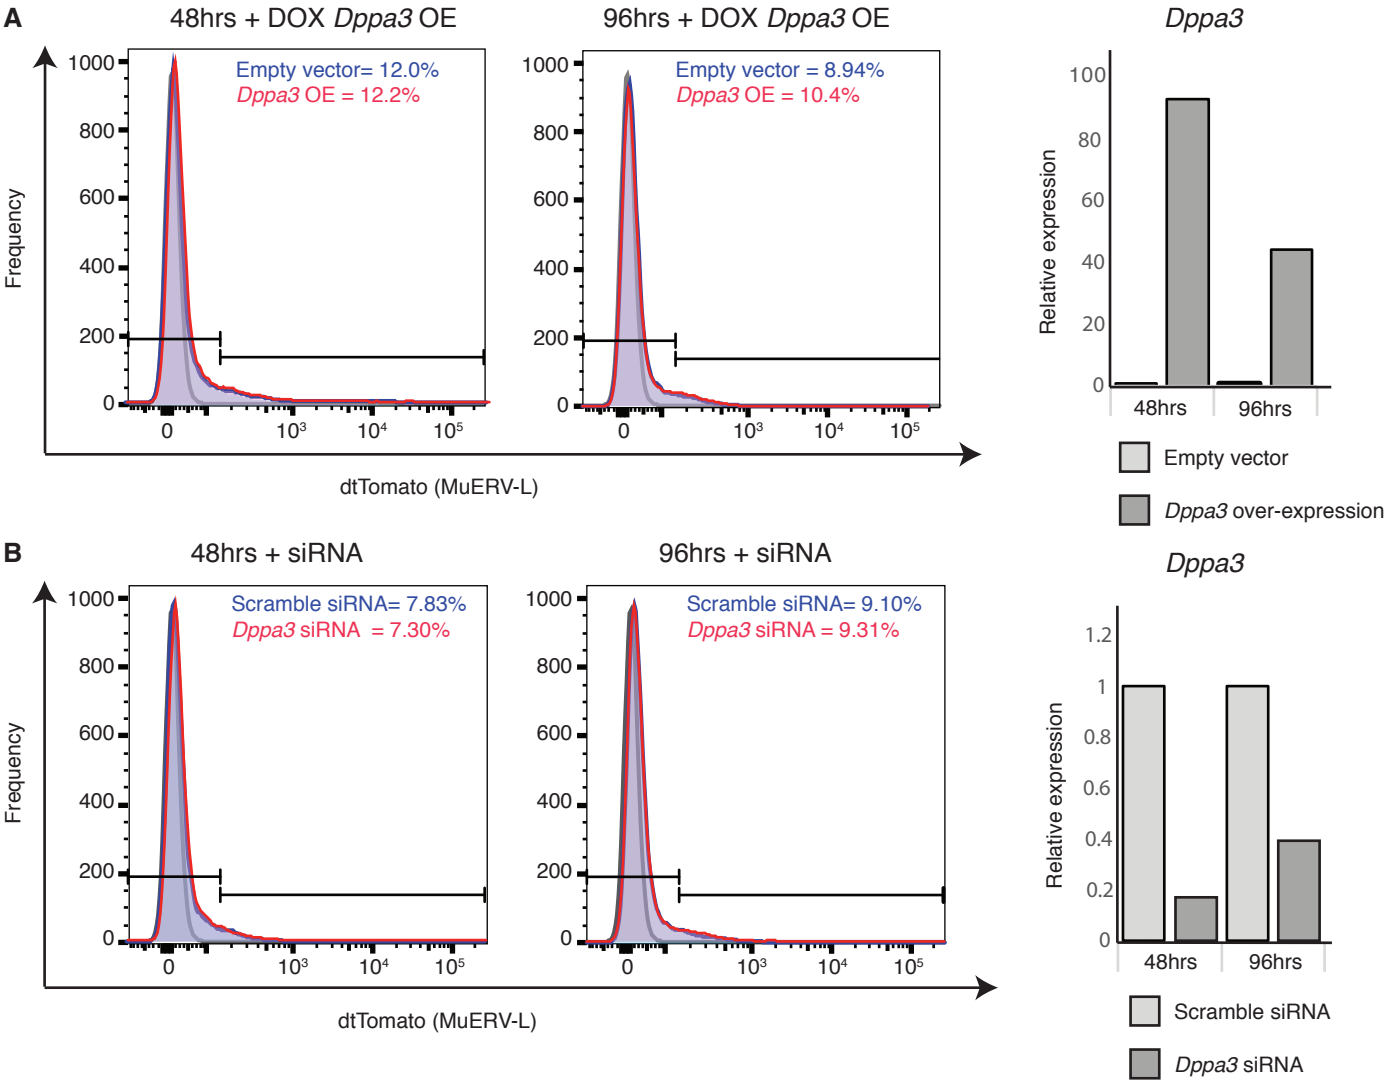 A
48hrs + DOX Dppa3 OE
96hrs + DOX Dppa3 OE
Dppa3
Frequency
1000
800
600
400
200
0
Empty vector= 12.0%
Dppa3 OE = 12.2%
0
10³
10⁴
10⁵
1000
800
600
400
200
0
Empty vector = 8.94%
Dppa3 OE = 10.4%
0
10³
10⁴
10⁵
dtTomato (MuERV-L)
Relative expression
100
80
60
40
20
0
48hrs
96hrs
Empty vector
Dppa3 over-expression
B
48hrs + siRNA
96hrs + siRNA
Dppa3
Frequency
1000
800
600
400
200
0
Scramble siRNA= 7.83%
Dppa3 siRNA = 7.30%
0
10³
10⁴
10⁵
1000
800
600
400
200
0
Scramble siRNA= 9.10%
Dppa3 siRNA = 9.31%
0
10³
10⁴
10⁵
dtTomato (MuERV-L)
Relative expression
1.2
1
0.8
0.6
0.4
0.2
0
48hrs
96hrs
Scramble siRNA
Dppa3 siRNA